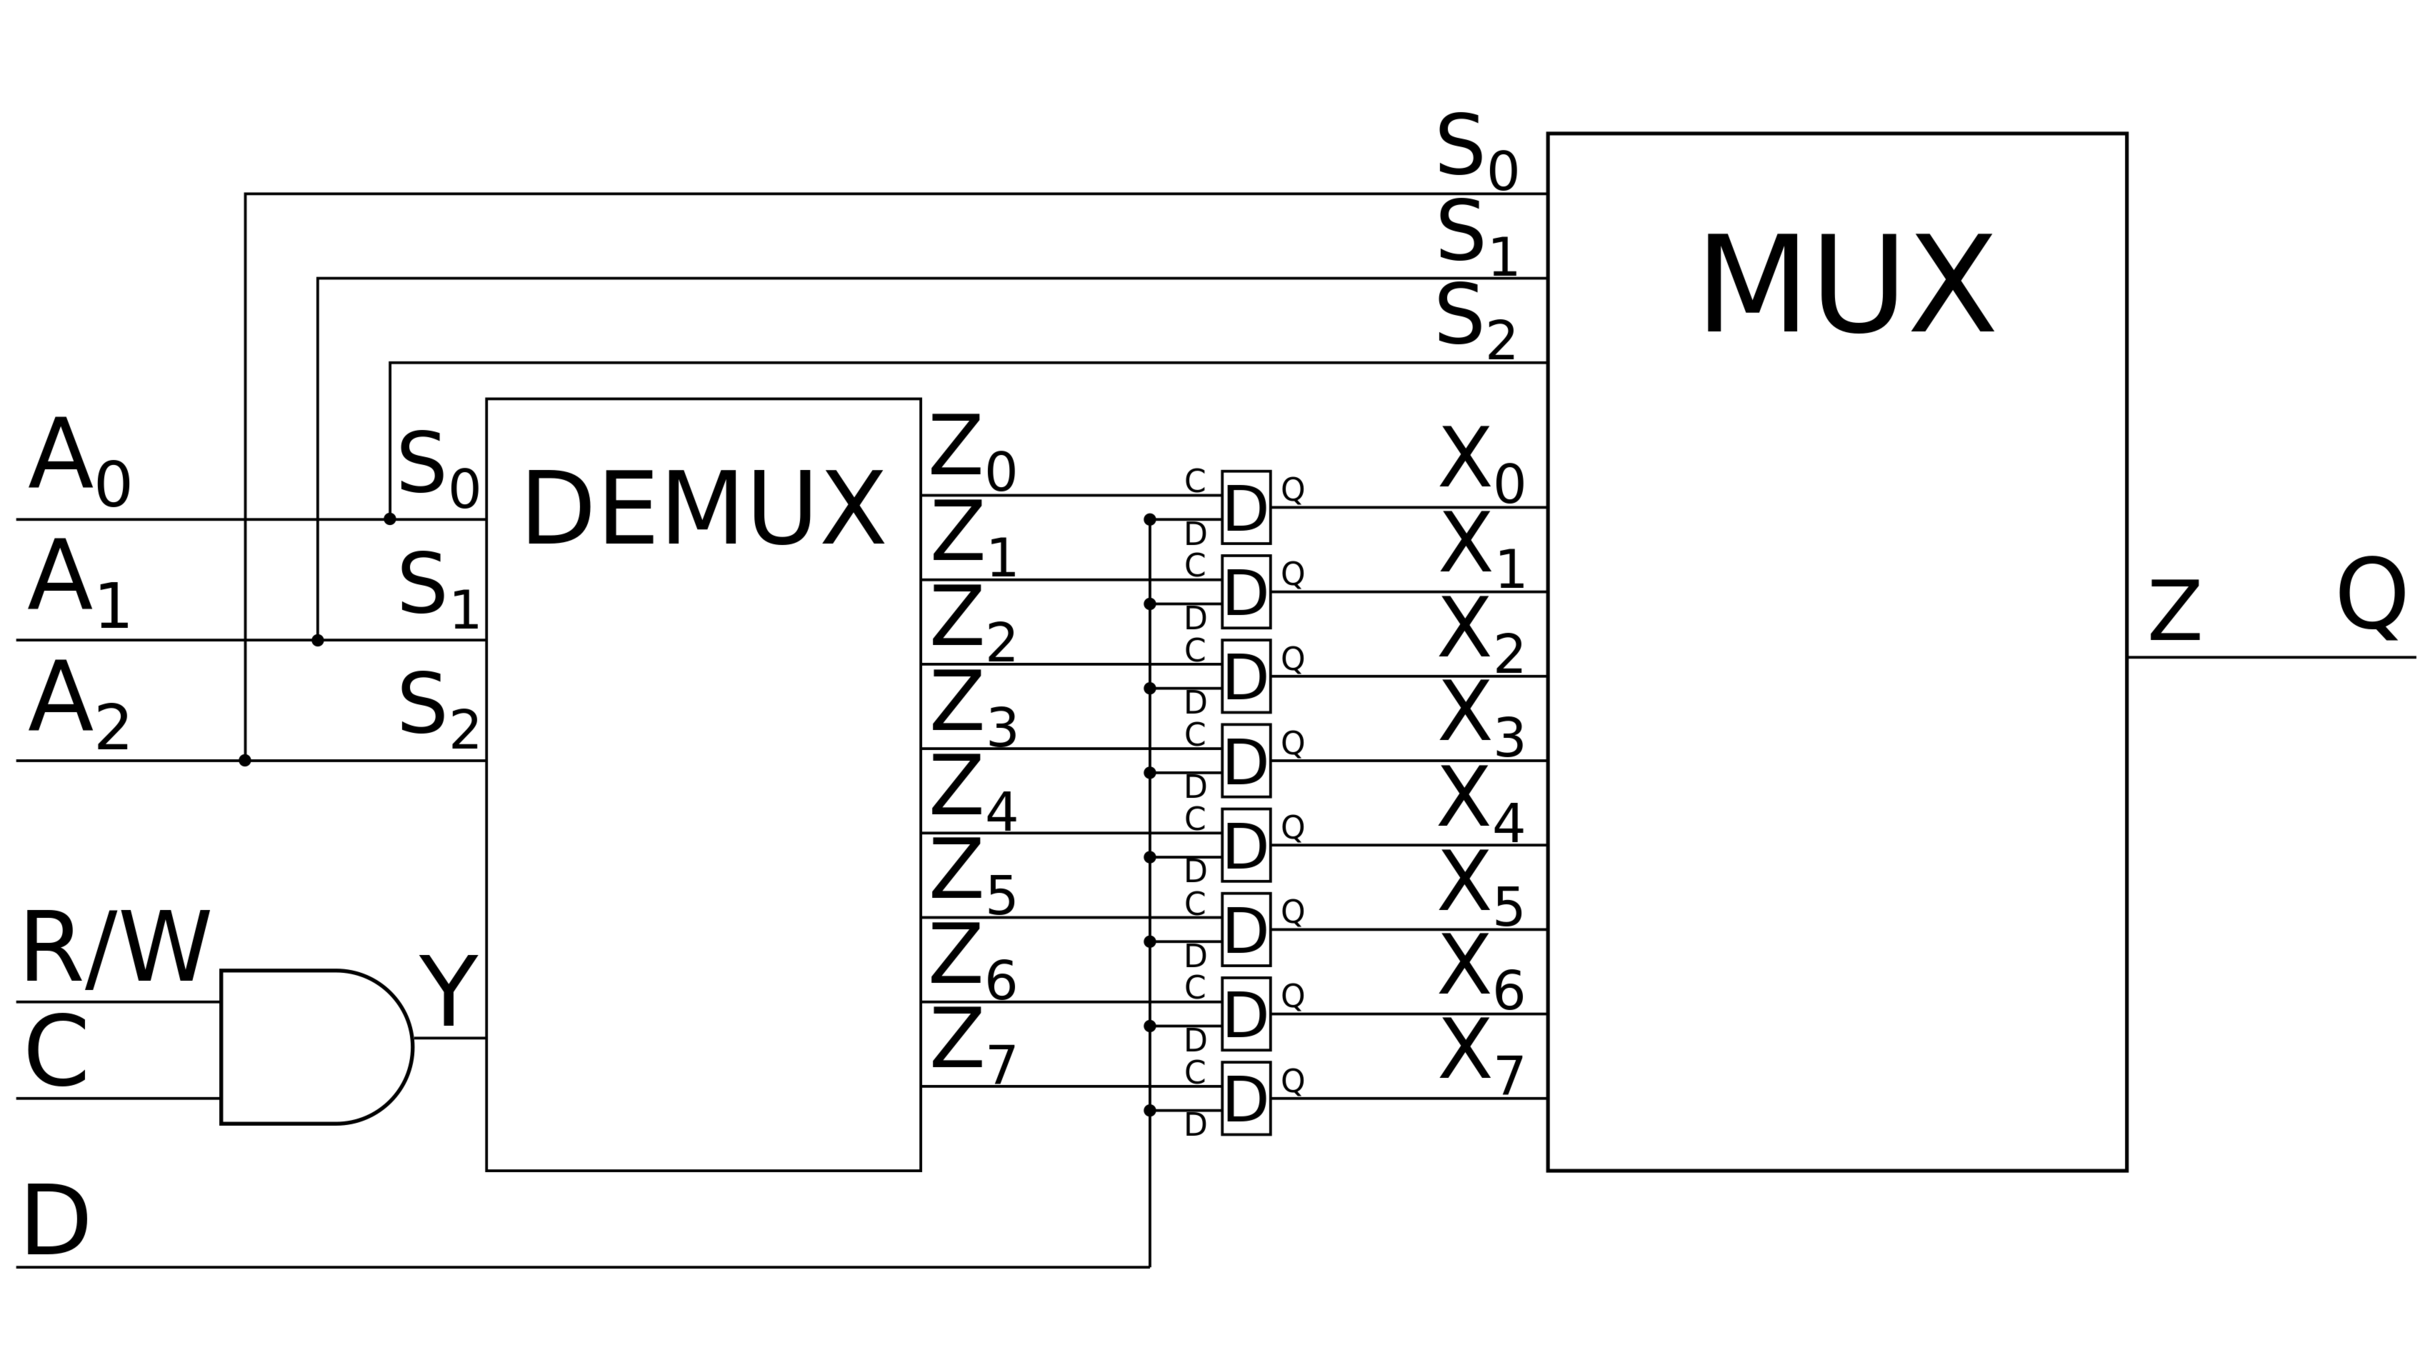 S0
S1
MUX
S2
A0 S0 DEMUX Z0 C D Q X0
D
A1 S1 Z1 C D Q X1
D
Z2 C D Q X2
D
A2 S2 Z3 C D Q X3
D
Z4 C D Q X4
D
Z5 C D Q X5
D
R/W Y Z6 C D Q X6
D
C Z7 C D Q X7
D
Z Q
D